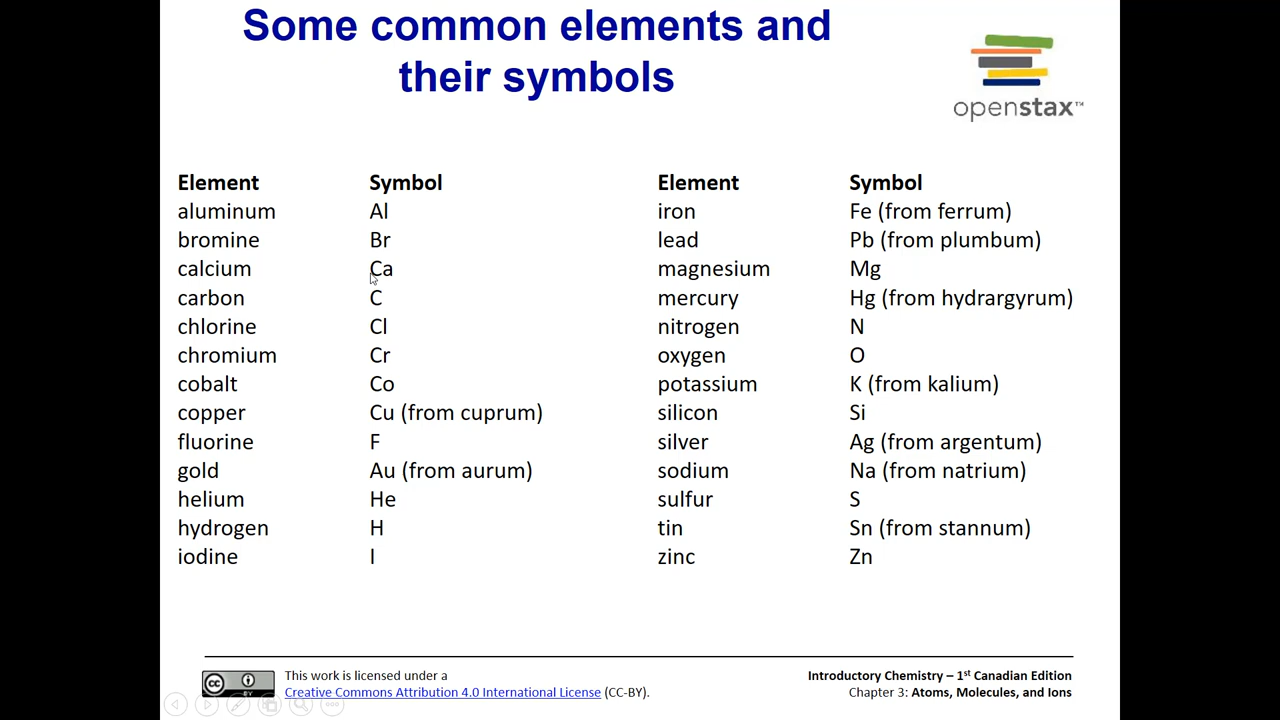 Some common elements and
their symbols
openstax™
Element Symbol Element Symbol
aluminum Al iron Fe (from ferrum)
bromine Br lead Pb (from plumbum)
calcium Ca magnesium Mg
carbon C mercury Hg (from hydrargyrum)
chlorine Cl nitrogen N
chromium Cr oxygen O
cobalt Co potassium K (from kalium)
copper Cu (from cuprum) silicon Si
fluorine F silver Ag (from argentum)
gold Au (from aurum) sodium Na (from natrium)
helium He sulfur S
hydrogen H tin Sn (from stannum)
iodine I zinc Zn
cc BY
This work is licensed under a
Creative Commons Attribution 4.0 International License (CC-BY).
Introductory Chemistry – 1st Canadian Edition
Chapter 3: Atoms, Molecules, and Ions